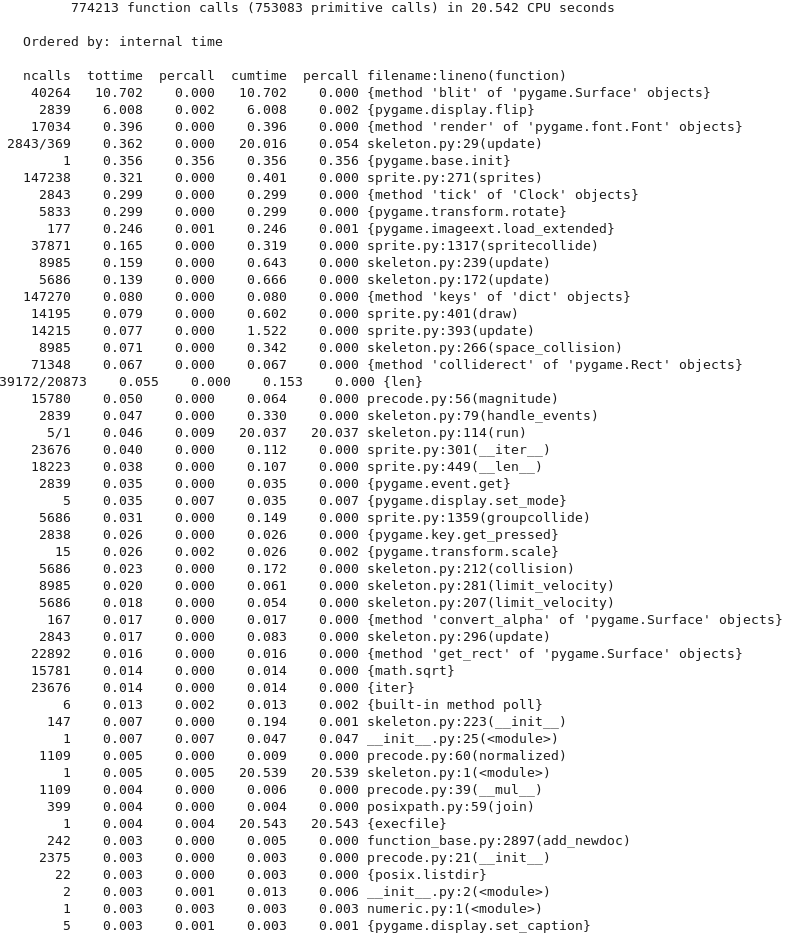 774213 function calls (753083 primitive calls) in 20.542 CPU seconds
Ordered by: internal time
ncalls  tottime  percall  cumtime  percall filename:lineno(function)
40264   10.702    0.000   10.702    0.000 {method 'blit' of 'pygame.Surface' objects}
2839    6.008    0.002    6.008    0.002 {pygame.display.flip}
17034    0.396    0.000    0.396    0.000 {method 'render' of 'pygame.font.Font' objects}
2843/369    0.362    0.000   20.016    0.054 skeleton.py:29(update)
1    0.356    0.356    0.356    0.356 {pygame.base.init}
147238    0.321    0.000    0.401    0.000 sprite.py:271(sprites)
2843    0.299    0.000    0.299    0.000 {method 'tick' of 'Clock' objects}
5833    0.299    0.000    0.299    0.000 {pygame.transform.rotate}
177    0.246    0.001    0.246    0.001 {pygame.imageext.load_extended}
37871    0.165    0.000    0.319    0.000 sprite.py:1317(spritecollide)
8985    0.159    0.000    0.643    0.000 skeleton.py:239(update)
5686    0.139    0.000    0.666    0.000 skeleton.py:172(update)
147270    0.080    0.000    0.080    0.000 {method 'keys' of 'dict' objects}
14195    0.079    0.000    0.602    0.000 sprite.py:401(draw)
14215    0.077    0.000    1.522    0.000 sprite.py:393(update)
8985    0.071    0.000    0.342    0.000 skeleton.py:266(space_collision)
71348    0.067    0.000    0.067    0.000 {method 'colliderect' of 'pygame.Rect' objects}
39172/20873    0.055    0.000    0.153    0.000 {len}
15780    0.050    0.000    0.064    0.000 precode.py:56(magnitude)
2839    0.047    0.000    0.330    0.000 skeleton.py:79(handle_events)
5/1    0.046    0.009   20.037   20.037 skeleton.py:114(run)
23676    0.040    0.000    0.112    0.000 sprite.py:301(__iter__)
18223    0.038    0.000    0.107    0.000 sprite.py:449(__len__)
2839    0.035    0.000    0.035    0.000 {pygame.event.get}
5    0.035    0.007    0.035    0.007 {pygame.display.set_mode}
5686    0.031    0.000    0.149    0.000 sprite.py:1359(groupcollide)
2838    0.026    0.000    0.026    0.000 {pygame.key.get_pressed}
15    0.026    0.002    0.026    0.002 {pygame.transform.scale}
5686    0.023    0.000    0.172    0.000 skeleton.py:212(collision)
8985    0.020    0.000    0.061    0.000 skeleton.py:281(limit_velocity)
5686    0.018    0.000    0.054    0.000 skeleton.py:207(limit_velocity)
167    0.017    0.000    0.017    0.000 {method 'convert_alpha' of 'pygame.Surface' objects}
2843    0.017    0.000    0.083    0.000 skeleton.py:296(update)
22892    0.016    0.000    0.016    0.000 {method 'get_rect' of 'pygame.Surface' objects}
15781    0.014    0.000    0.014    0.000 {math.sqrt}
23676    0.014    0.000    0.014    0.000 {iter}
6    0.013    0.002    0.013    0.002 {built-in method poll}
147    0.007    0.000    0.194    0.001 skeleton.py:223(__init__)
1    0.007    0.007    0.047    0.047 __init__.py:25(<module>)
1109    0.005    0.000    0.009    0.000 precode.py:60(normalized)
1    0.005    0.005   20.539   20.539 skeleton.py:1(<module>)
1109    0.004    0.000    0.006    0.000 precode.py:39(__mul__)
399    0.004    0.000    0.004    0.000 posixpath.py:59(join)
1    0.004    0.004   20.543   20.543 {execfile}
242    0.003    0.000    0.005    0.000 function_base.py:2897(add_newdoc)
2375    0.003    0.000    0.003    0.000 precode.py:21(__init__)
22    0.003    0.000    0.003    0.000 {posix.listdir}
2    0.003    0.001    0.013    0.006 __init__.py:2(<module>)
1    0.003    0.003    0.003    0.003 numeric.py:1(<module>)
5    0.003    0.001    0.003    0.001 {pygame.display.set_caption}